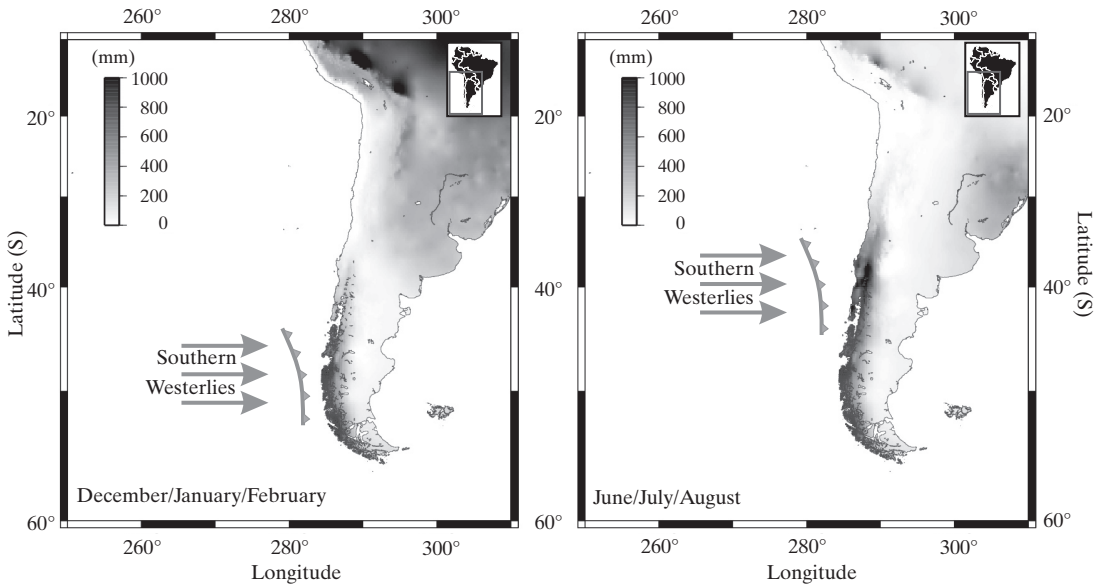 260° 280° 300°
(mm)
1000
800
600
400
200
0
20°
40°
60°
Latitude (S)
Southern
Westerlies
December/January/February
260° 280° 300°
Longitude
260° 280° 300°
(mm)
1000
800
600
400
200
0
20°
40°
60°
Latitude (S)
Southern
Westerlies
June/July/August
20°
40°
60°
260° 280° 300°
Longitude